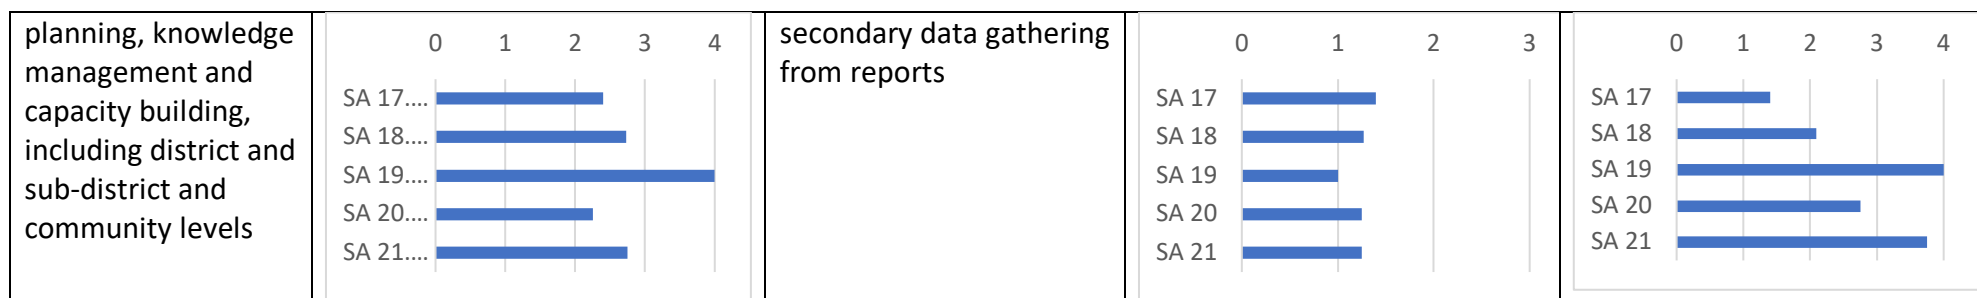 planning, knowledge
management and
capacity building,
including district and
sub-district and
community levels
0 1 2 3 4
SA 17....
SA 18....
SA 19....
SA 20....
SA 21....
secondary data gathering
from reports
0 1 2 3
SA 17
SA 18
SA 19
SA 20
SA 21
0 1 2 3 4
SA 17
SA 18
SA 19
SA 20
SA 21